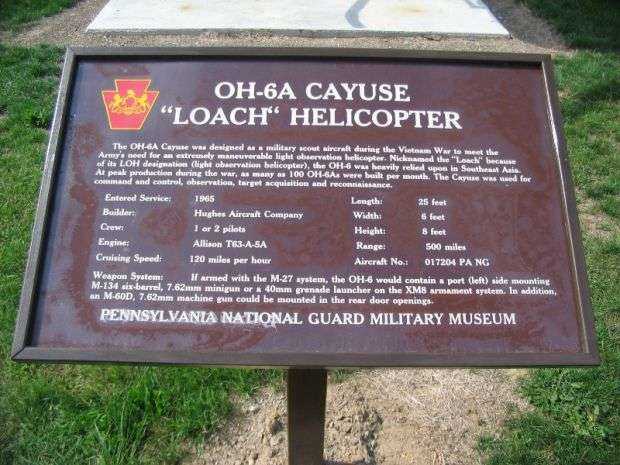 OH-6A CAYUSE
"LOACH" HELICOPTER
The OH-6A Cayuse was designed as a military scout aircraft during the Vietnam War to meet the
Army's need for an extremely maneuverable light observation helicopter. Nicknamed the "Loach" because
of its LOH designation (light observation helicopter), the OH-6 was heavily relied upon in Southeast Asia.
At peak production during the war, as many as 100 OH-6As were built per month. The Cayuse was used for
command and control, observation, target acquisition and reconnaissance.
Entered Service: 1965 Length: 25 feet
Builder: Hughes Aircraft Company Width: 6 feet
Crew: 1 or 2 pilots Height: 8 feet
Engine: Allison T63-A-5A Range: 500 miles
Cruising Speed: 120 miles per hour Aircraft No.: 017204 PA NG
Weapon System: If armed with the M-27 system, the OH-6 would contain a port (left) side mounting
M-134 six-barrel, 7.62mm minigun or a 40mm grenade launcher on the XM8 armament system. In addition,
an M-60D, 7.62mm machine gun could be mounted in the rear door openings.
PENNSYLVANIA NATIONAL GUARD MILITARY MUSEUM